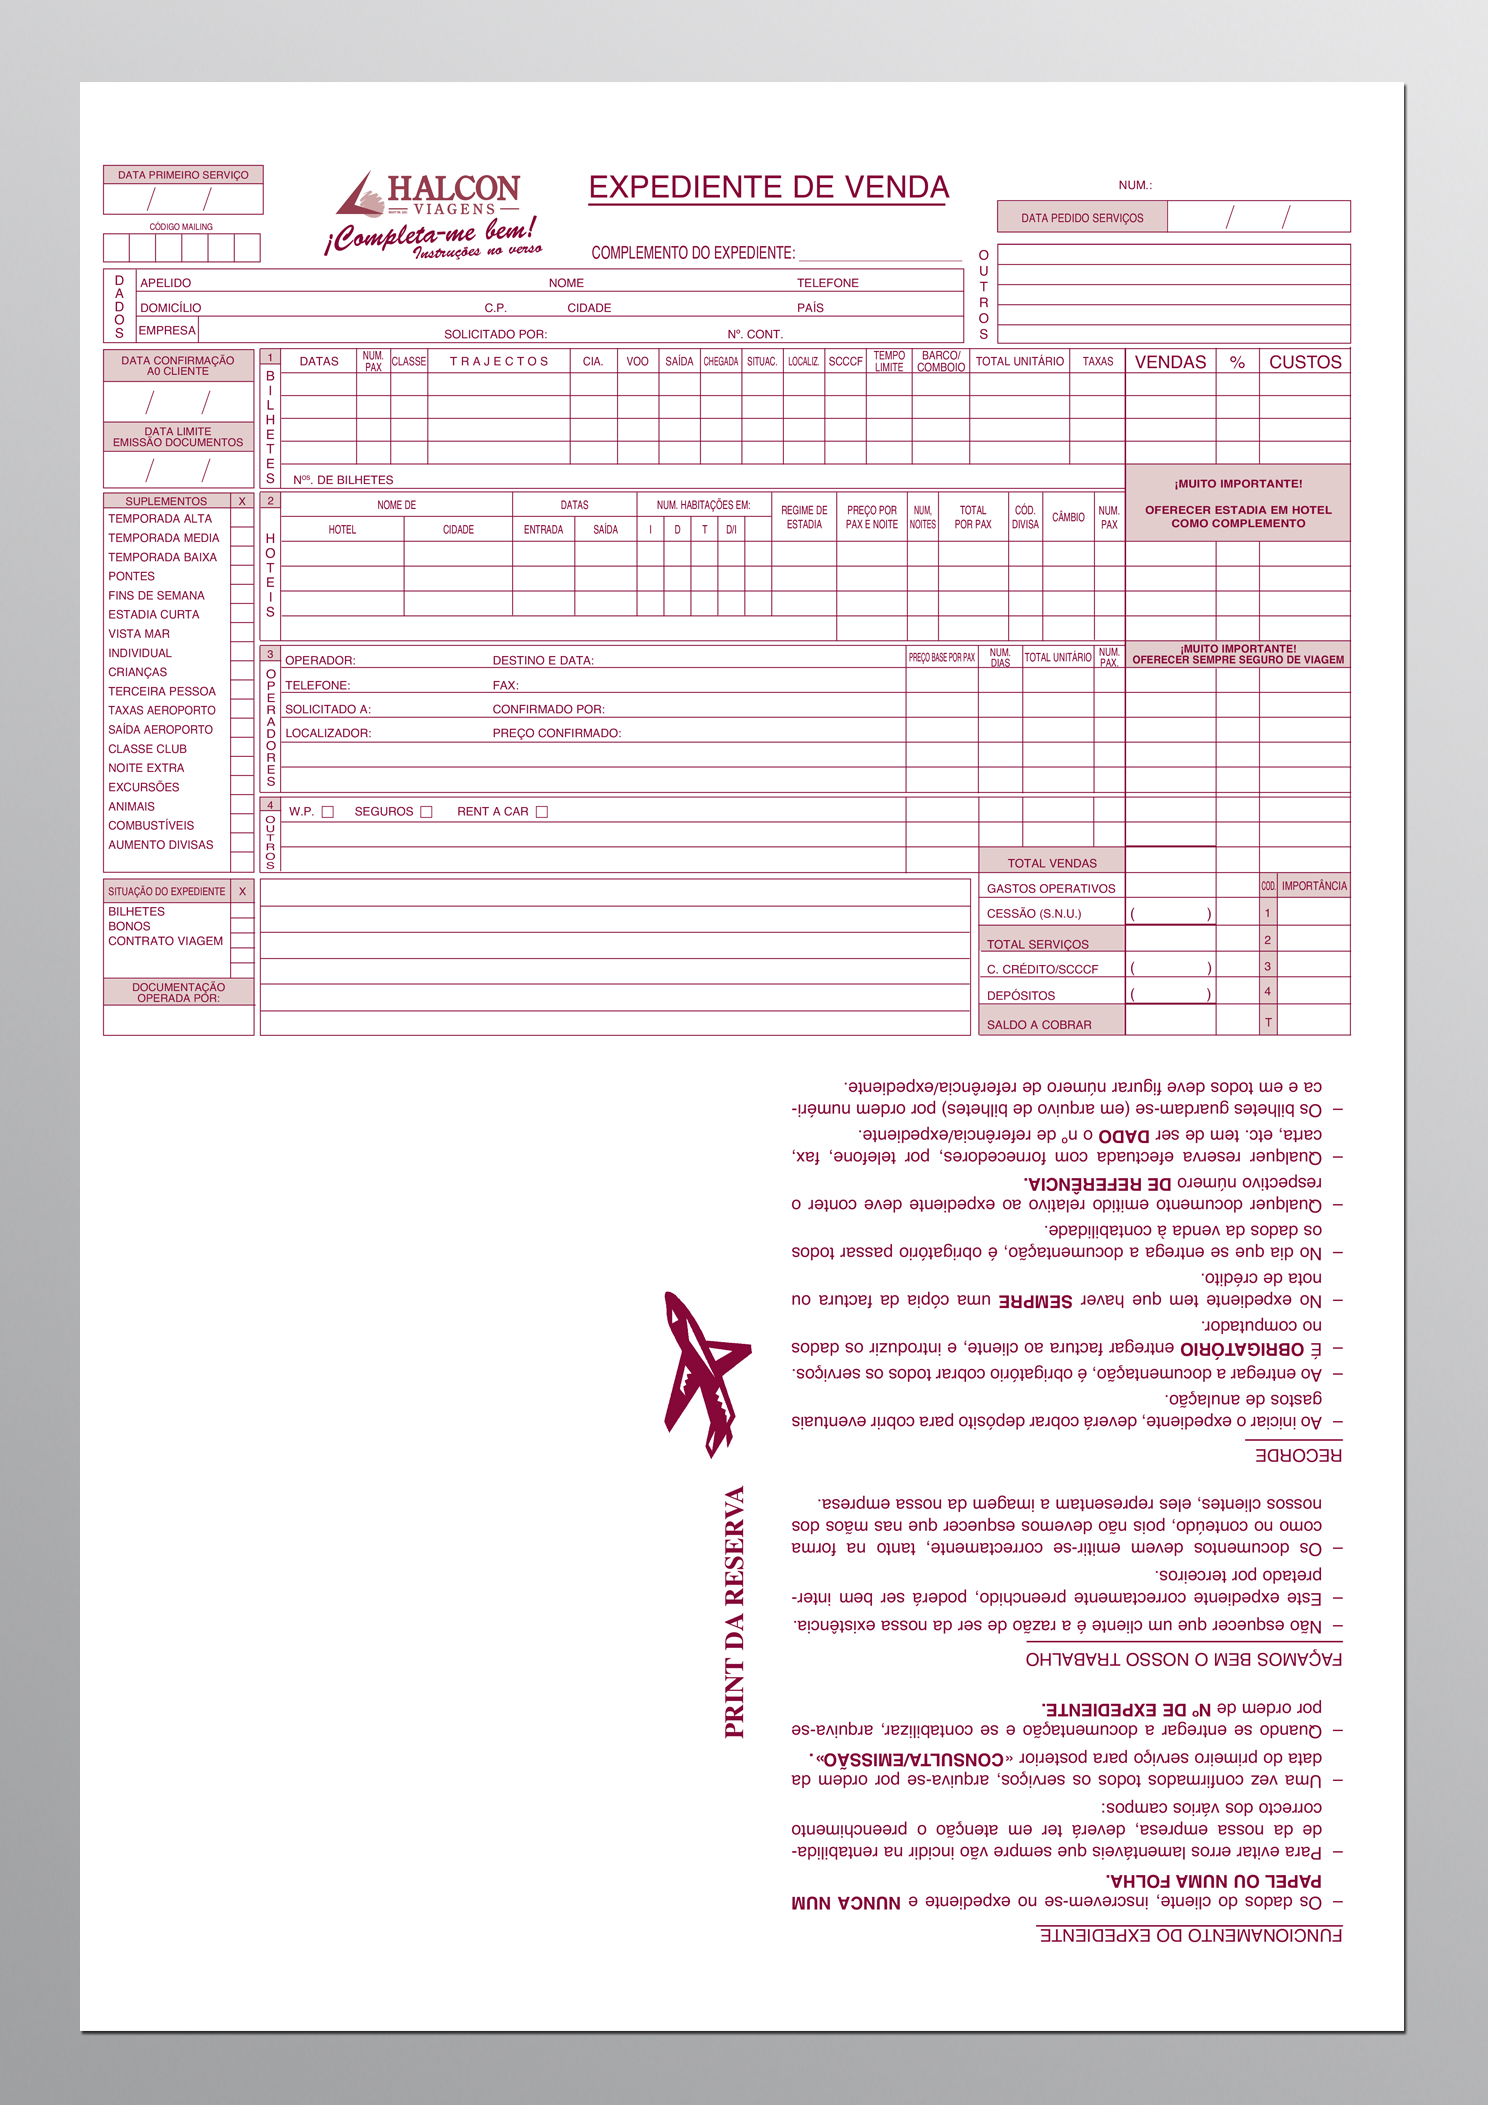 DATA PRIMEIRO SERVIÇO
/ /
CÓDIGO MAILING
HALCON
VIAGENS
¡Completa-me bem!
Instruções no verso
EXPEDIENTE DE VENDA
COMPLEMENTO DO EXPEDIENTE:
NUM.:
DATA PEDIDO SERVIÇOS / /
OUTROS
DADOS
APELIDO NOME TELEFONE
DOMICÍLIO C.P. CIDADE PAÍS
EMPRESA SOLICITADO POR: Nº. CONT.
DATA CONFIRMAÇÃO
A0 CLIENTE
/ /
DATA LIMITE
EMISSÃO DOCUMENTOS
/ /
1
BILHETES
DATAS NUM. PAX CLASSE TRAJECTOS CIA. VOO SAÍDA CHEGADA SITUAC. LOCALIZ. SCCCF TEMPO LIMITE BARCO/ COMBOIO TOTAL UNITÁRIO TAXAS VENDAS % CUSTOS
Nos. DE BILHETES
¡MUITO IMPORTANTE!
OFERECER ESTADIA EM HOTEL
COMO COMPLEMENTO
SUPLEMENTOS X
TEMPORADA ALTA
TEMPORADA MEDIA
TEMPORADA BAIXA
PONTES
FINS DE SEMANA
ESTADIA CURTA
VISTA MAR
INDIVIDUAL
CRIANÇAS
TERCEIRA PESSOA
TAXAS AEROPORTO
SAÍDA AEROPORTO
CLASSE CLUB
NOITE EXTRA
EXCURSÕES
ANIMAIS
COMBUSTÍVEIS
AUMENTO DIVISAS
2
HOTEIS
NOME DE DATAS NUM. HABITAÇÕES EM: REGIME DE ESTADIA PREÇO POR PAX E NOITE NUM, NOITES TOTAL POR PAX CÓD. DIVISA CÂMBIO NUM. PAX
HOTEL CIDADE ENTRADA SAÍDA I D T D/I
3
OPERADORES
OPERADOR: DESTINO E DATA: PREÇO BASE POR PAX NUM. DIAS TOTAL UNITÁRIO NUM. PAX.
¡MUITO IMPORTANTE!
OFERECER SEMPRE SEGURO DE VIAGEM
TELEFONE: FAX:
SOLICITADO A: CONFIRMADO POR:
LOCALIZADOR: PREÇO CONFIRMADO:
4
OUTROS
W.P. SEGUROS RENT A CAR
TOTAL VENDAS
SITUAÇÃO DO EXPEDIENTE X
BILHETES
BONOS
CONTRATO VIAGEM
DOCUMENTAÇÃO
OPERADA POR:
GASTOS OPERATIVOS COD. IMPORTÂNCIA
CESSÃO (S.N.U.) ( ) 1
TOTAL SERVIÇOS 2
C. CRÉDITO/SCCCF ( ) 3
DEPÓSITOS ( ) 4
SALDO A COBRAR T
PRINT DA RESERVA
FUNCIONAMENTO DO EXPEDIENTE
– Os dados do cliente, inscrevem-se no expediente e NUNCA NUM
PAPEL OU NUMA FOLHA.
– Para evitar erros lamentáveis que sempre vão incidir na rentabilida-
de da nossa empresa, deverá ter em atenção o preenchimento
correcto dos vários campos:
– Uma vez confirmados todos os serviços, arquiva-se por ordem da
data do primeiro serviço para posterior «CONSULTA/EMISSÃO».
– Quando se entregar a documentação e se contabilizar, arquiva-se
por ordem de Nº DE EXPEDIENTE.
FAÇAMOS BEM O NOSSO TRABALHO
– Não esquecer que um cliente é a razão de ser da nossa existência.
– Este expediente correctamente preenchido, poderá ser bem inter-
pretado por terceiros.
– Os documentos devem emitir-se correctamente, tanto na forma
como no conteúdo, pois não devemos esquecer que nas mãos dos
nossos clientes, eles representam a imagem da nossa empresa.
RECORDE
– Ao iniciar o expediente, deverá cobrar depósito para cobrir eventuais
gastos de anulação.
– Ao entregar a documentação, é obrigatório cobrar todos os serviços.
– É OBRIGATÓRIO entregar factura ao cliente, e introduzir os dados
no computador.
– No expediente tem que haver SEMPRE uma cópia da factura ou
nota de crédito.
– No dia que se entrega a documentação, é obrigatório passar todos
os dados da venda à contabilidade.
– Qualquer documento emitido relativo ao expediente deve conter o
respectivo número DE REFERÊNCIA.
– Qualquer reserva efectuada com fornecedores, por telefone, fax,
carta, etc. tem de ser DADO o nº de referência/expediente.
– Os bilhetes guardam-se (em arquivo de bilhetes) por ordem numéri-
ca e em todos deve figurar número de referência/expediente.